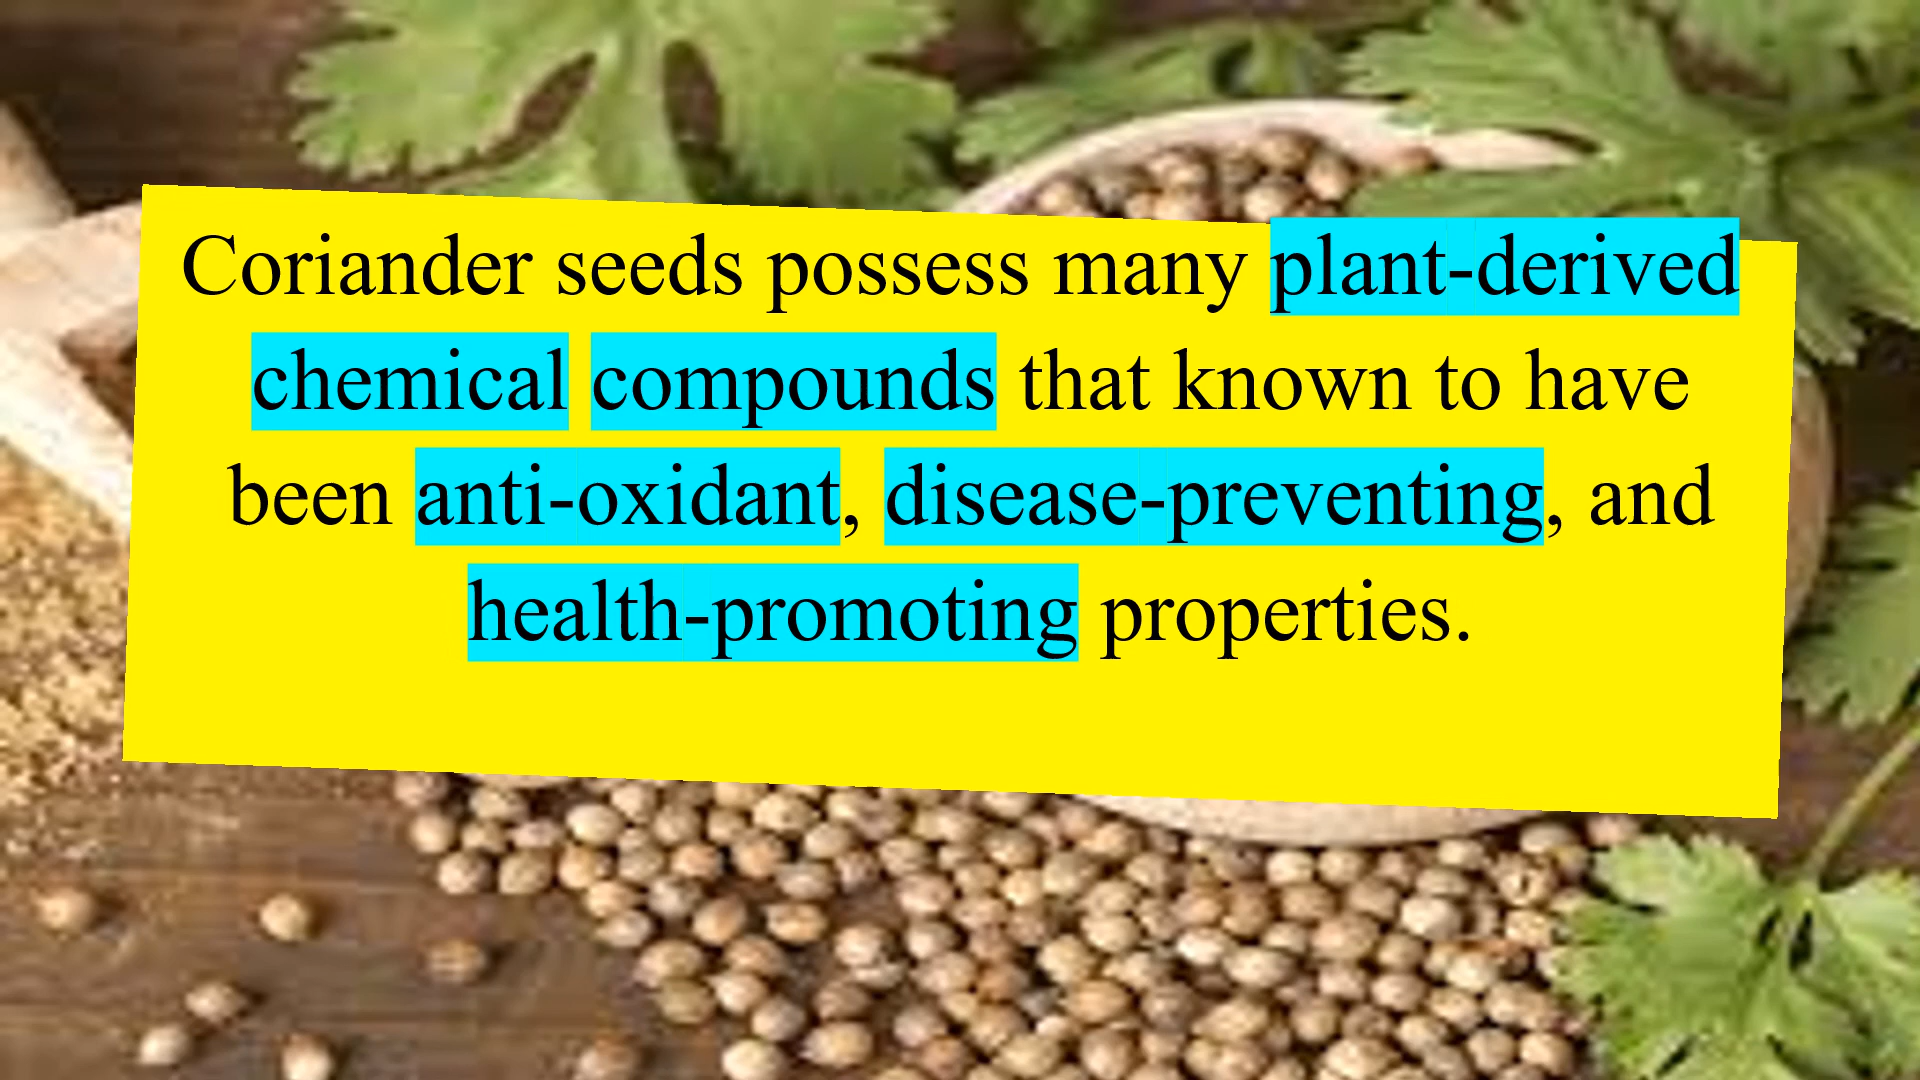 Coriander seeds possess many plant-derived
chemical compounds that known to have
been anti-oxidant, disease-preventing, and
health-promoting properties.